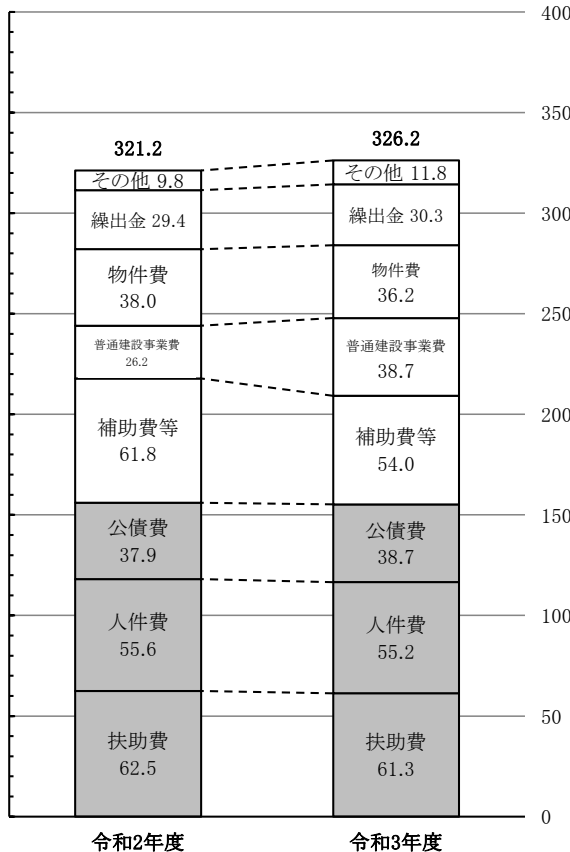 400
350
300
250
200
150
100
50
0
321.2
その他 9.8
繰出金 29.4
物件費
38.0
普通建設事業費
26.2
補助費等
61.8
公債費
37.9
人件費
55.6
扶助費
62.5
令和2年度
326.2
その他 11.8
繰出金 30.3
物件費
36.2
普通建設事業費
38.7
補助費等
54.0
公債費
38.7
人件費
55.2
扶助費
61.3
令和3年度